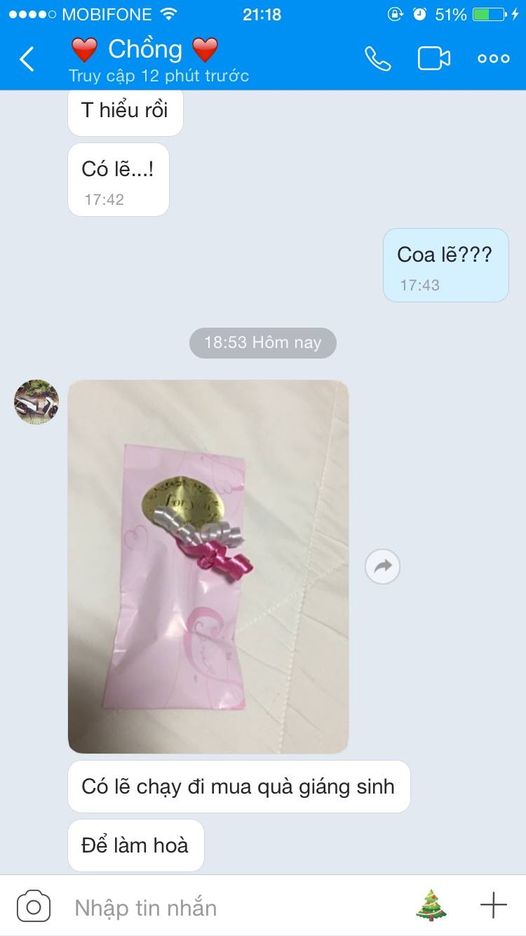 MOBIFONE 21:18 51%
Chồng
Truy cập 12 phút trước
T hiểu rồi
Có lẽ...!
17:42
Coa lẽ???
17:43
18:53 Hôm nay
for you
Có lẽ chạy đi mua quà giáng sinh
Để làm hoà
Nhập tin nhắn